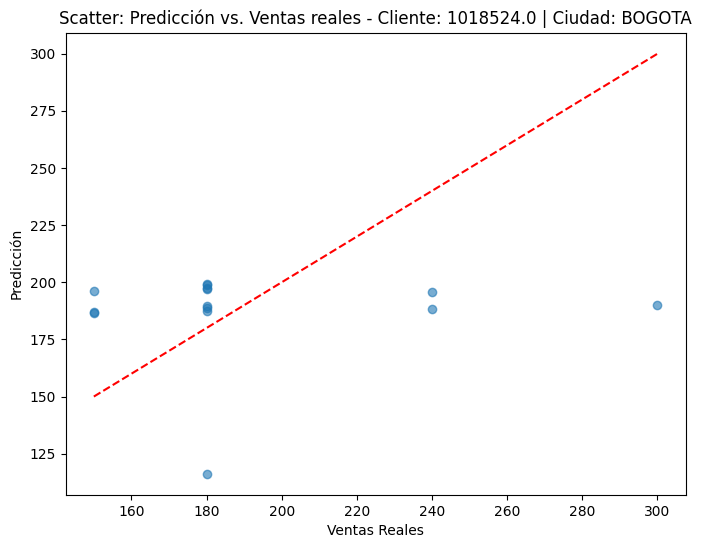 Scatter: Predicción vs. Ventas reales - Cliente: 1018524.0 | Ciudad: BOGOTA
300
275
250
225
200
175
150
125
Predicción
160 180 200 220 240 260 280 300
Ventas Reales